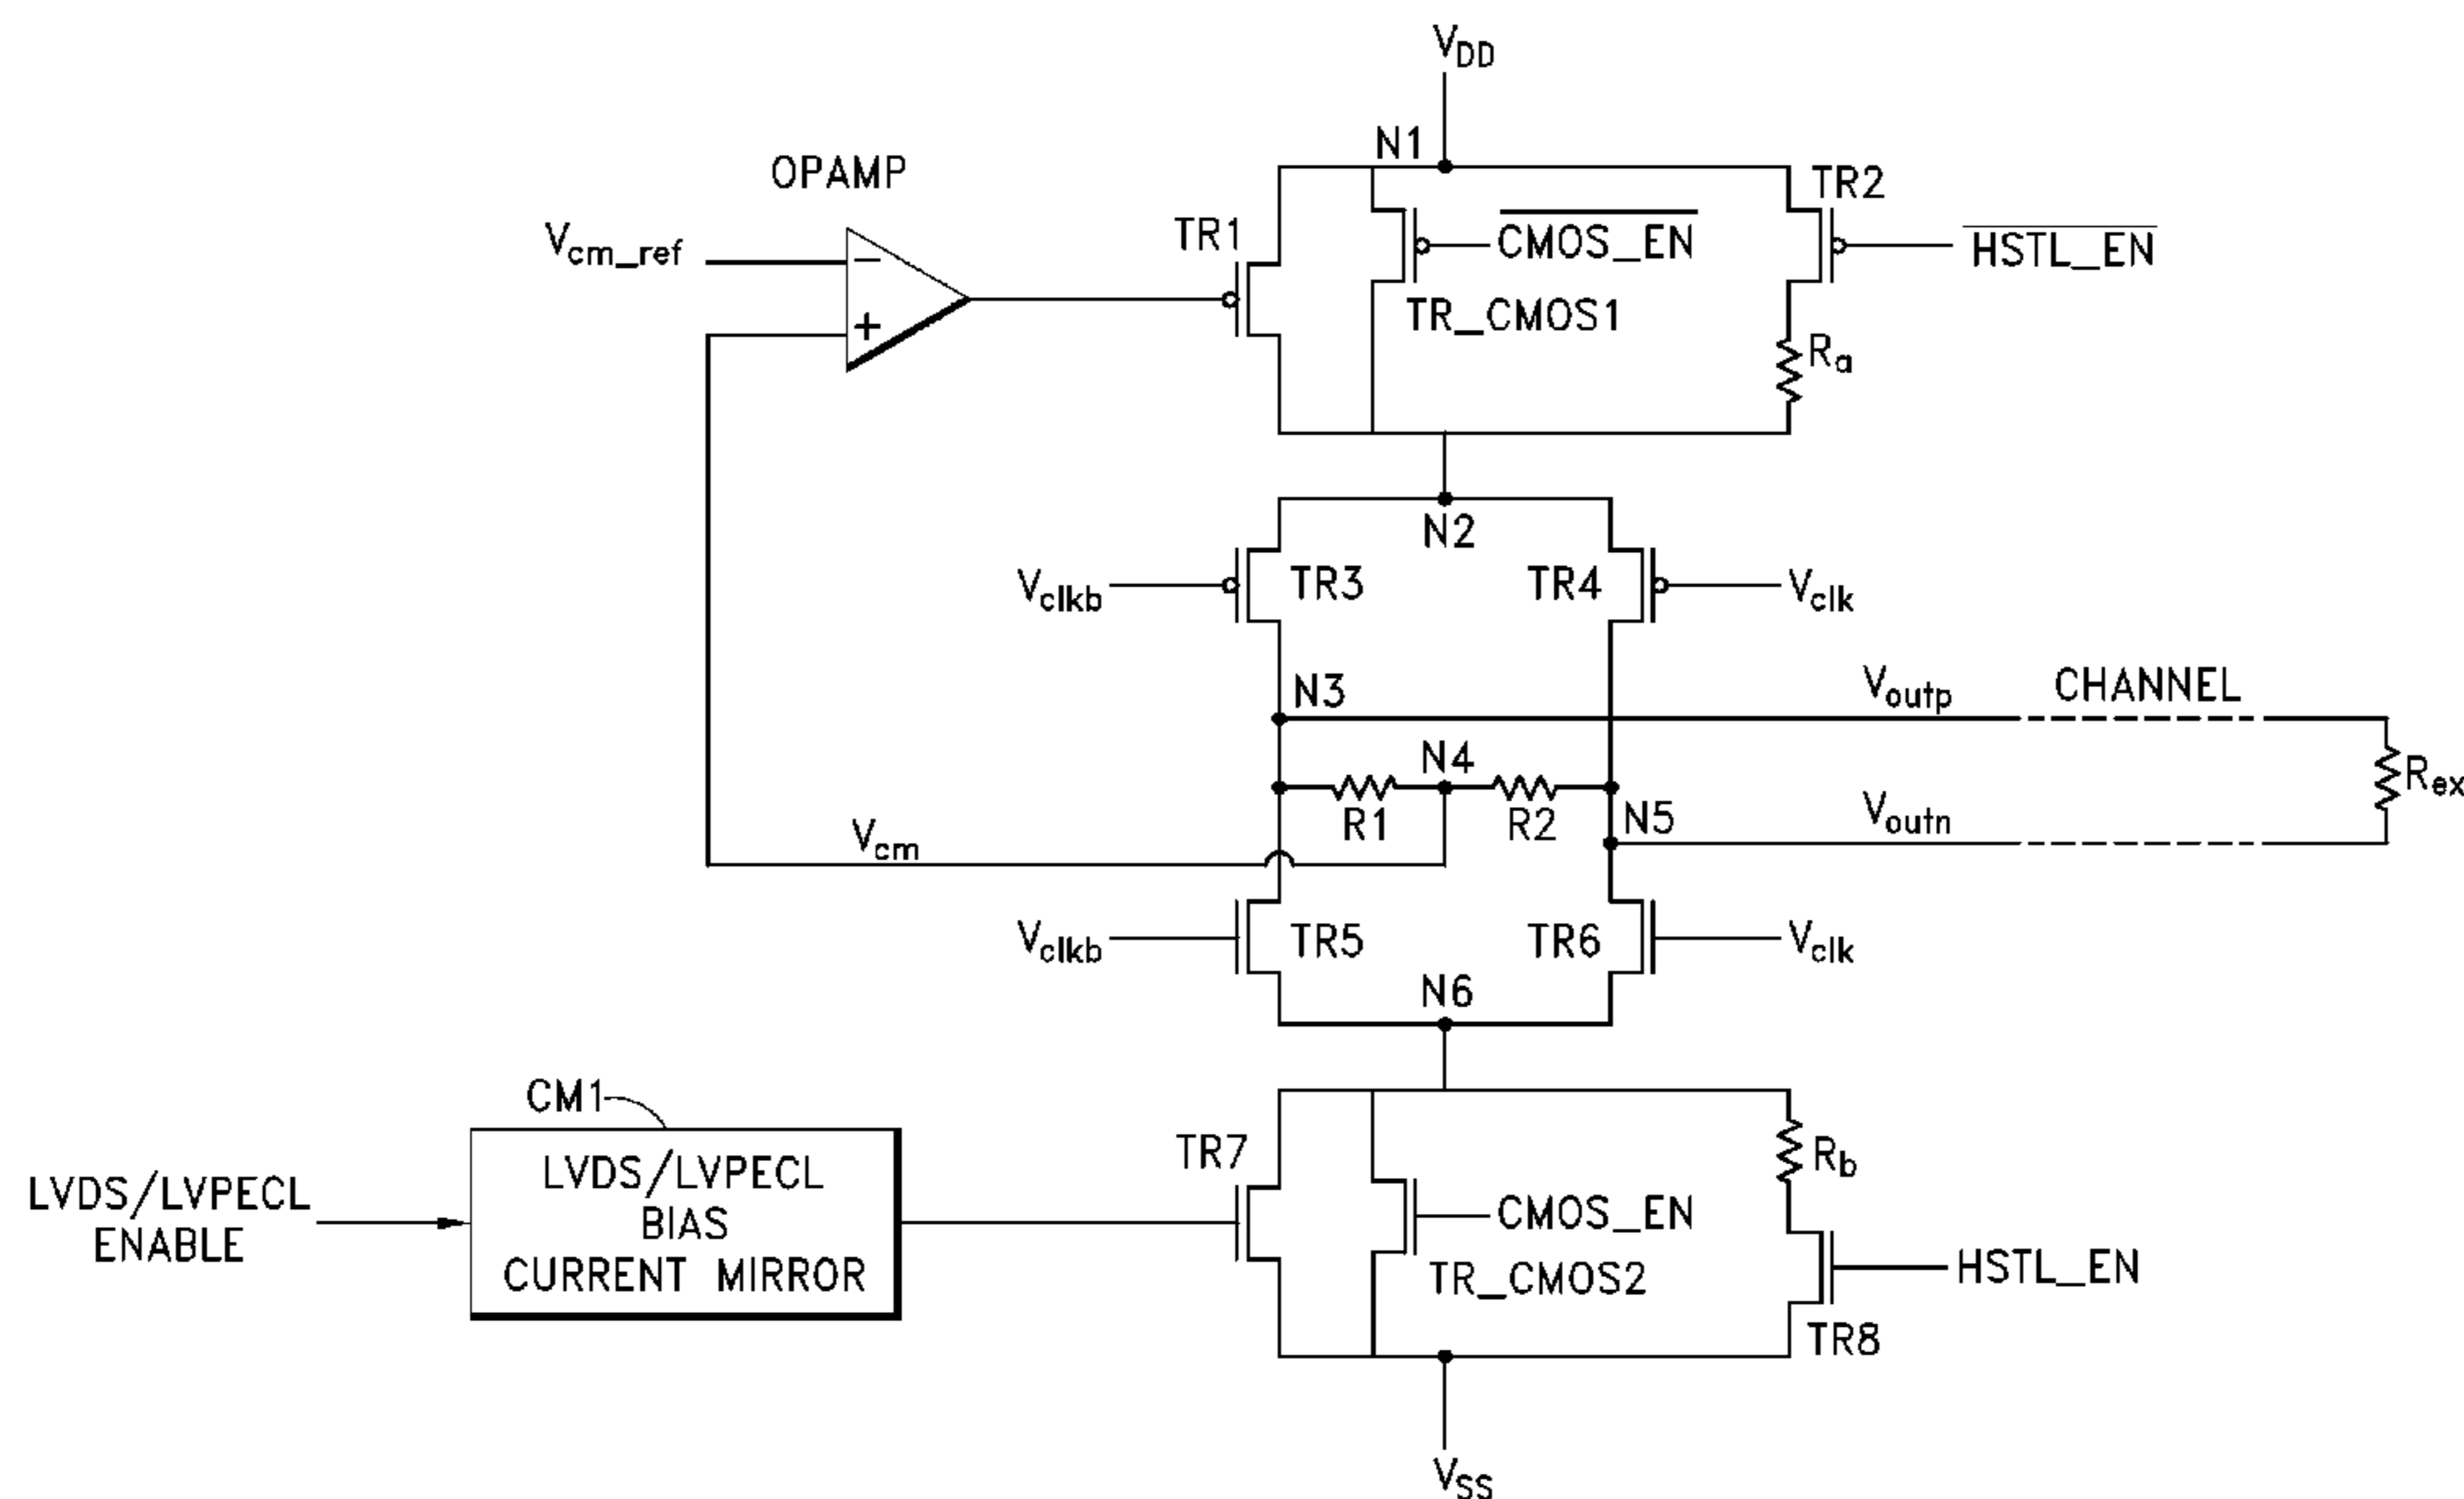 V_DD
N1
OPAMP
TR2
V_cm_ref
−
TR1
C̅M̅O̅S̅_̅E̅N̅
H̅S̅T̅L̅_̅E̅N̅
+
TR_CMOS1
R_a
N2
V_clkb
TR3
TR4
V_clk
N3
V_outp
CHANNEL
N4
R_ex
R1
R2
N5
V_outn
V_cm
V_clkb
TR5
TR6
V_clk
N6
CM1
TR7
R_b
LVDS/LVPECL
ENABLE
LVDS/LVPECL
BIAS
CURRENT MIRROR
CMOS_EN
TR_CMOS2
HSTL_EN
TR8
V_SS